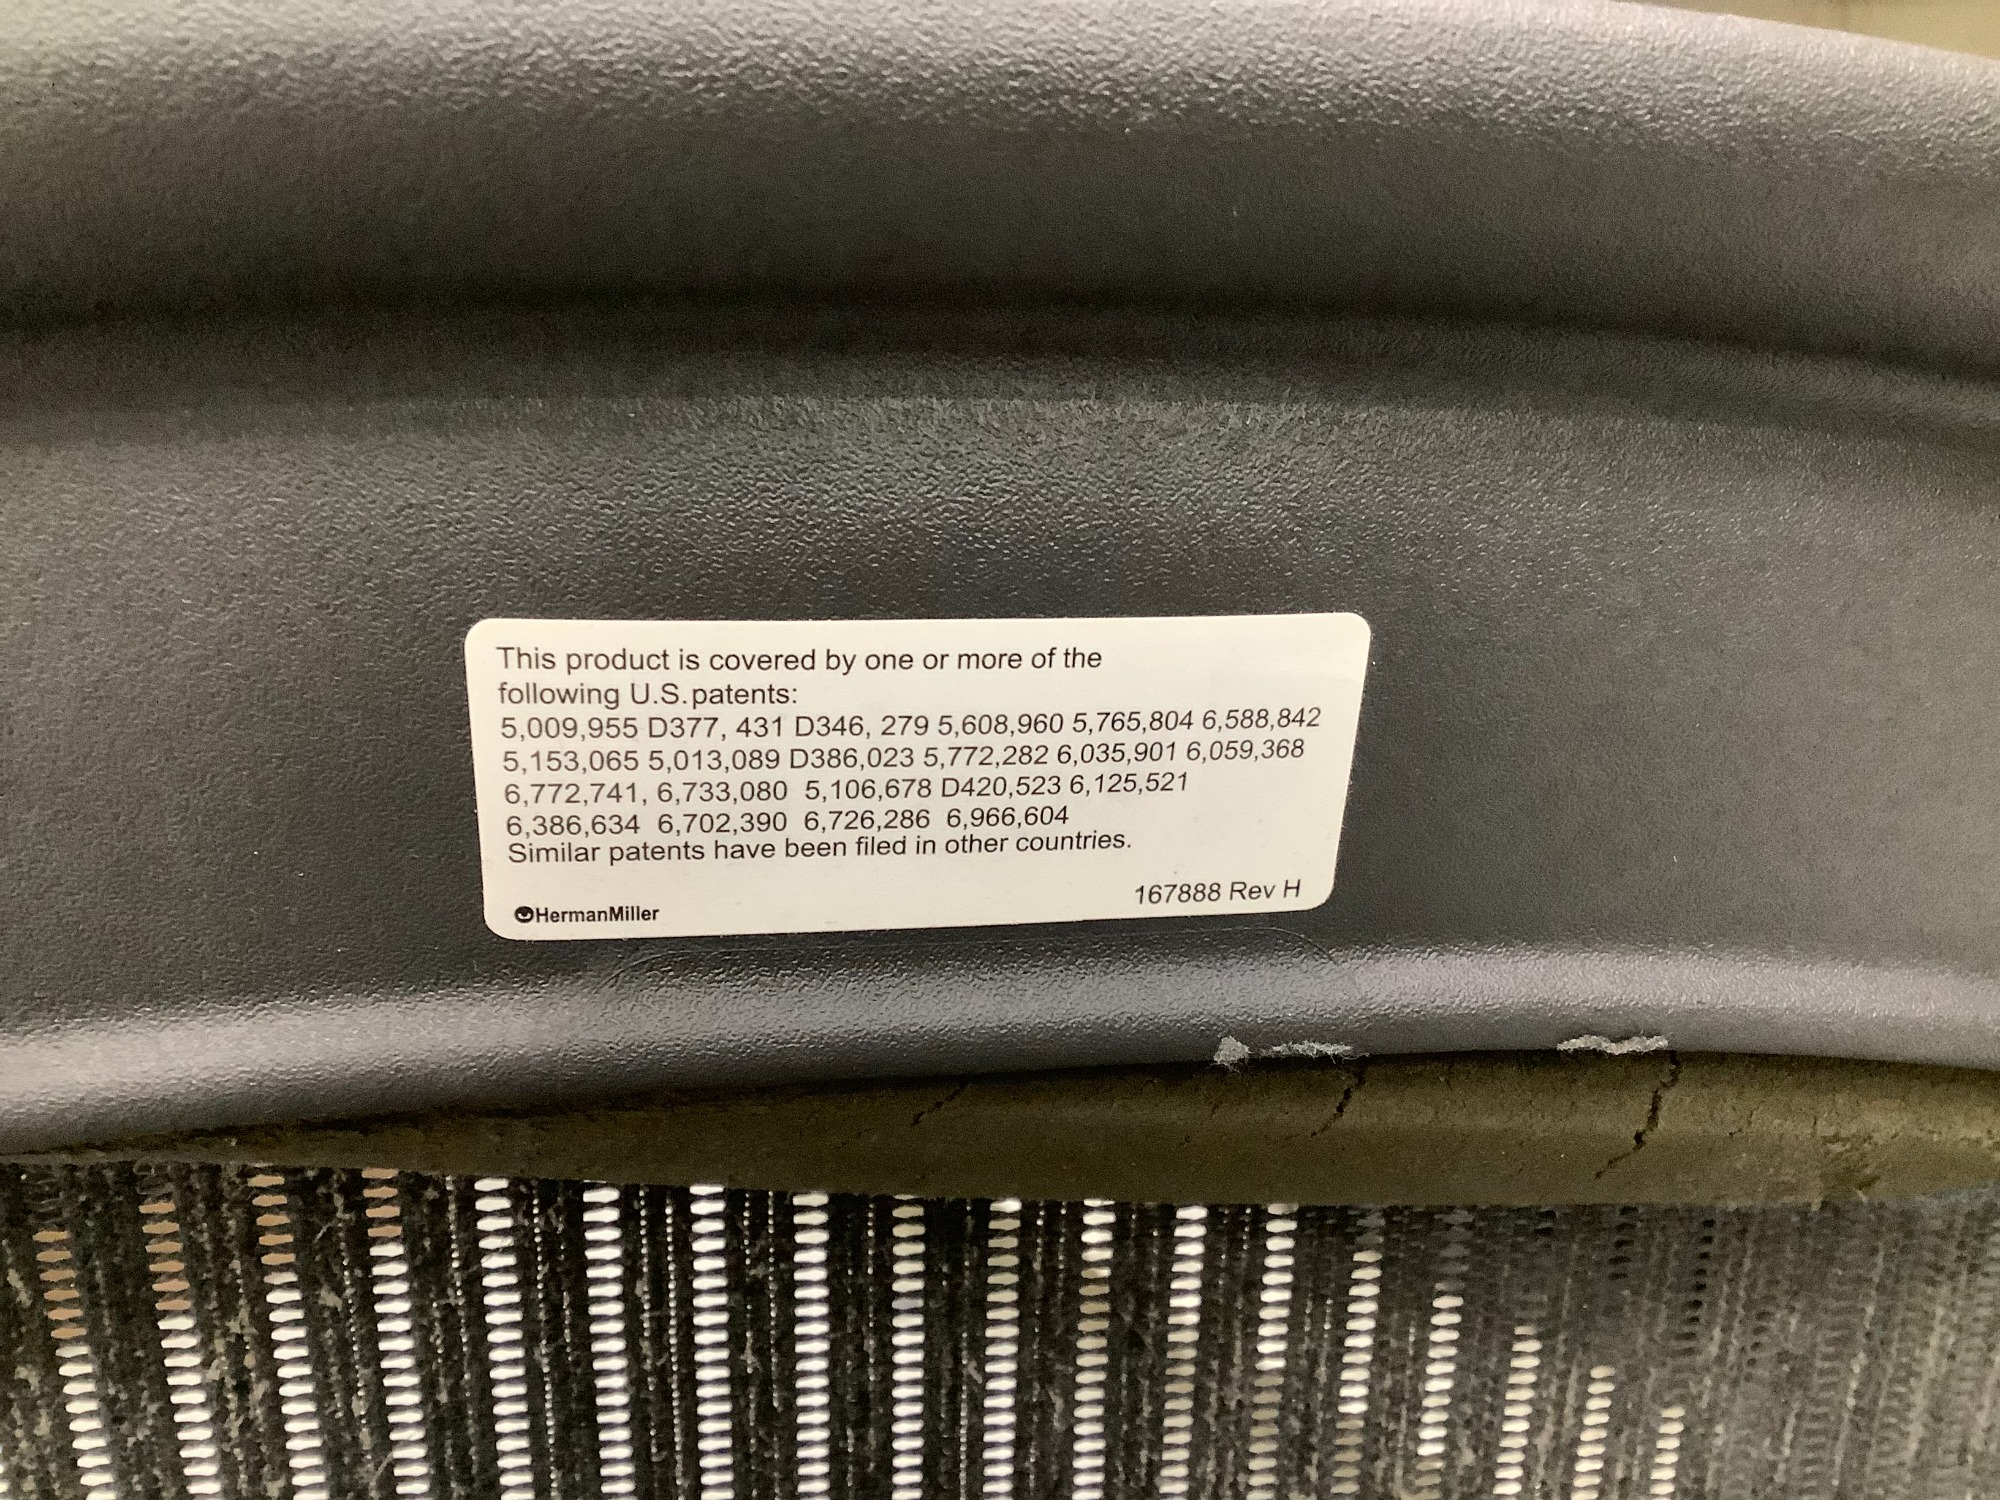 This product is covered by one or more of the
following U.S. patents:
5,009,955 D377, 431 D346, 279 5,608,960 5,765,804 6,588,842
5,153,065 5,013,089 D386,023 5,772,282 6,035,901 6,059,368
6,772,741, 6,733,080 5,106,678 D420,523 6,125,521
6,386,634 6,702,390 6,726,286 6,966,604
Similar patents have been filed in other countries.
167888 Rev H
HermanMiller